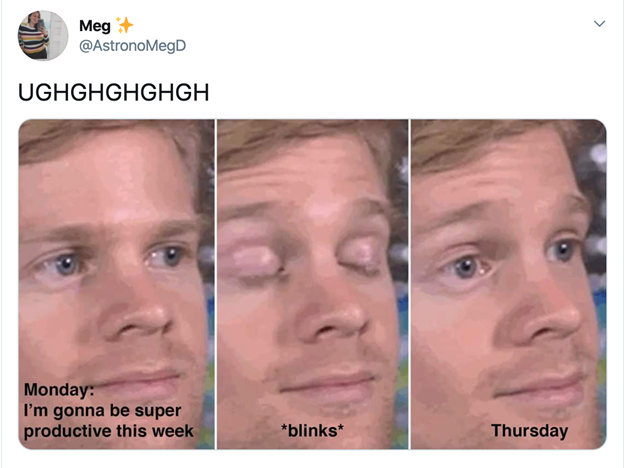 Meg ✨
@AstronoMegD
UGHGHGHGHGH
Monday:
I'm gonna be super
productive this week
*blinks*
Thursday